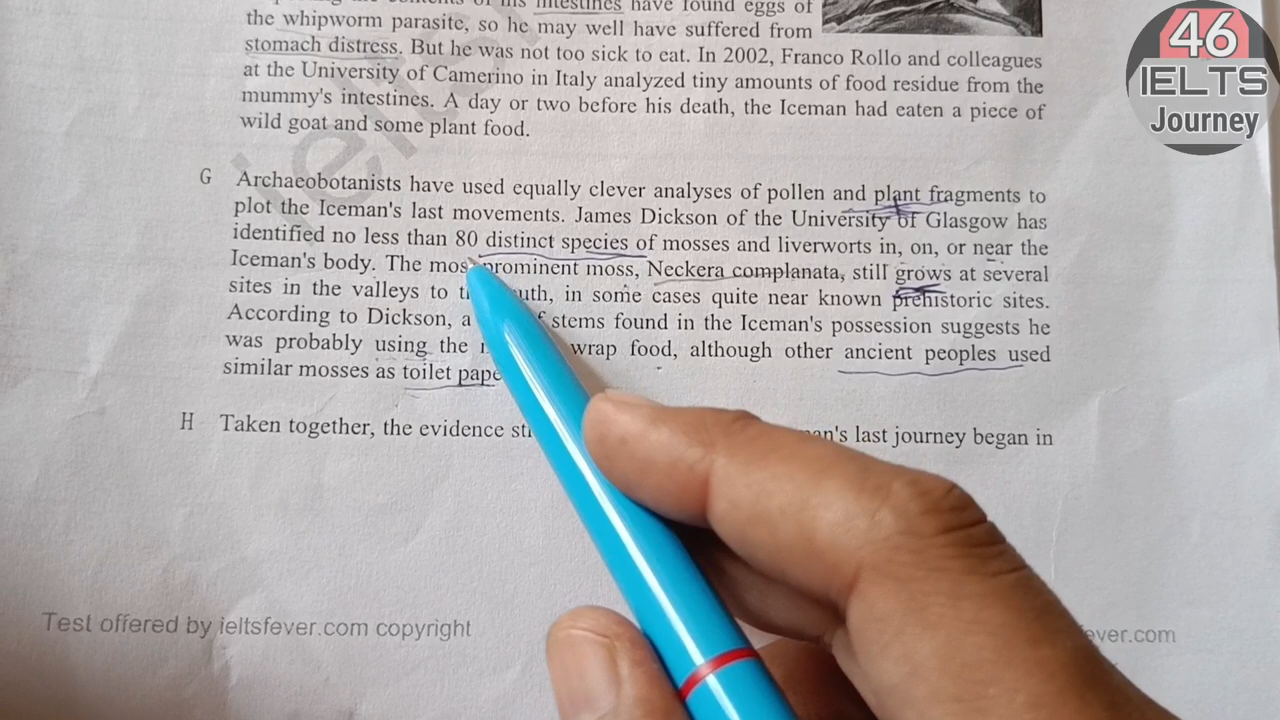 intestines have found eggs of
the whipworm parasite, so he may well have suffered from
stomach distress. But he was not too sick to eat. In 2002, Franco Rollo and colleagues
at the University of Camerino in Italy analyzed tiny amounts of food residue from the
mummy's intestines. A day or two before his death, the Iceman had eaten a piece of
wild goat and some plant food.
G Archaeobotanists have used equally clever analyses of pollen and plant fragments to
plot the Iceman's last movements. James Dickson of the University of Glasgow has
identified no less than 80 distinct species of mosses and liverworts in, on, or near the
Iceman's body. The mos prominent moss, Neckera complanata, still grows at several
sites in the valleys to uth, in some cases quite near known prehistoric sites.
According to Dickson, a f stems found in the Iceman's possession suggests he
was probably using the wrap food, although other ancient peoples used
similar mosses as toilet pape
H Taken together, the evidence an's last journey began in
Test offered by ieltsfever.com copyright
ever.com
46
IELTS
Journey
ielts